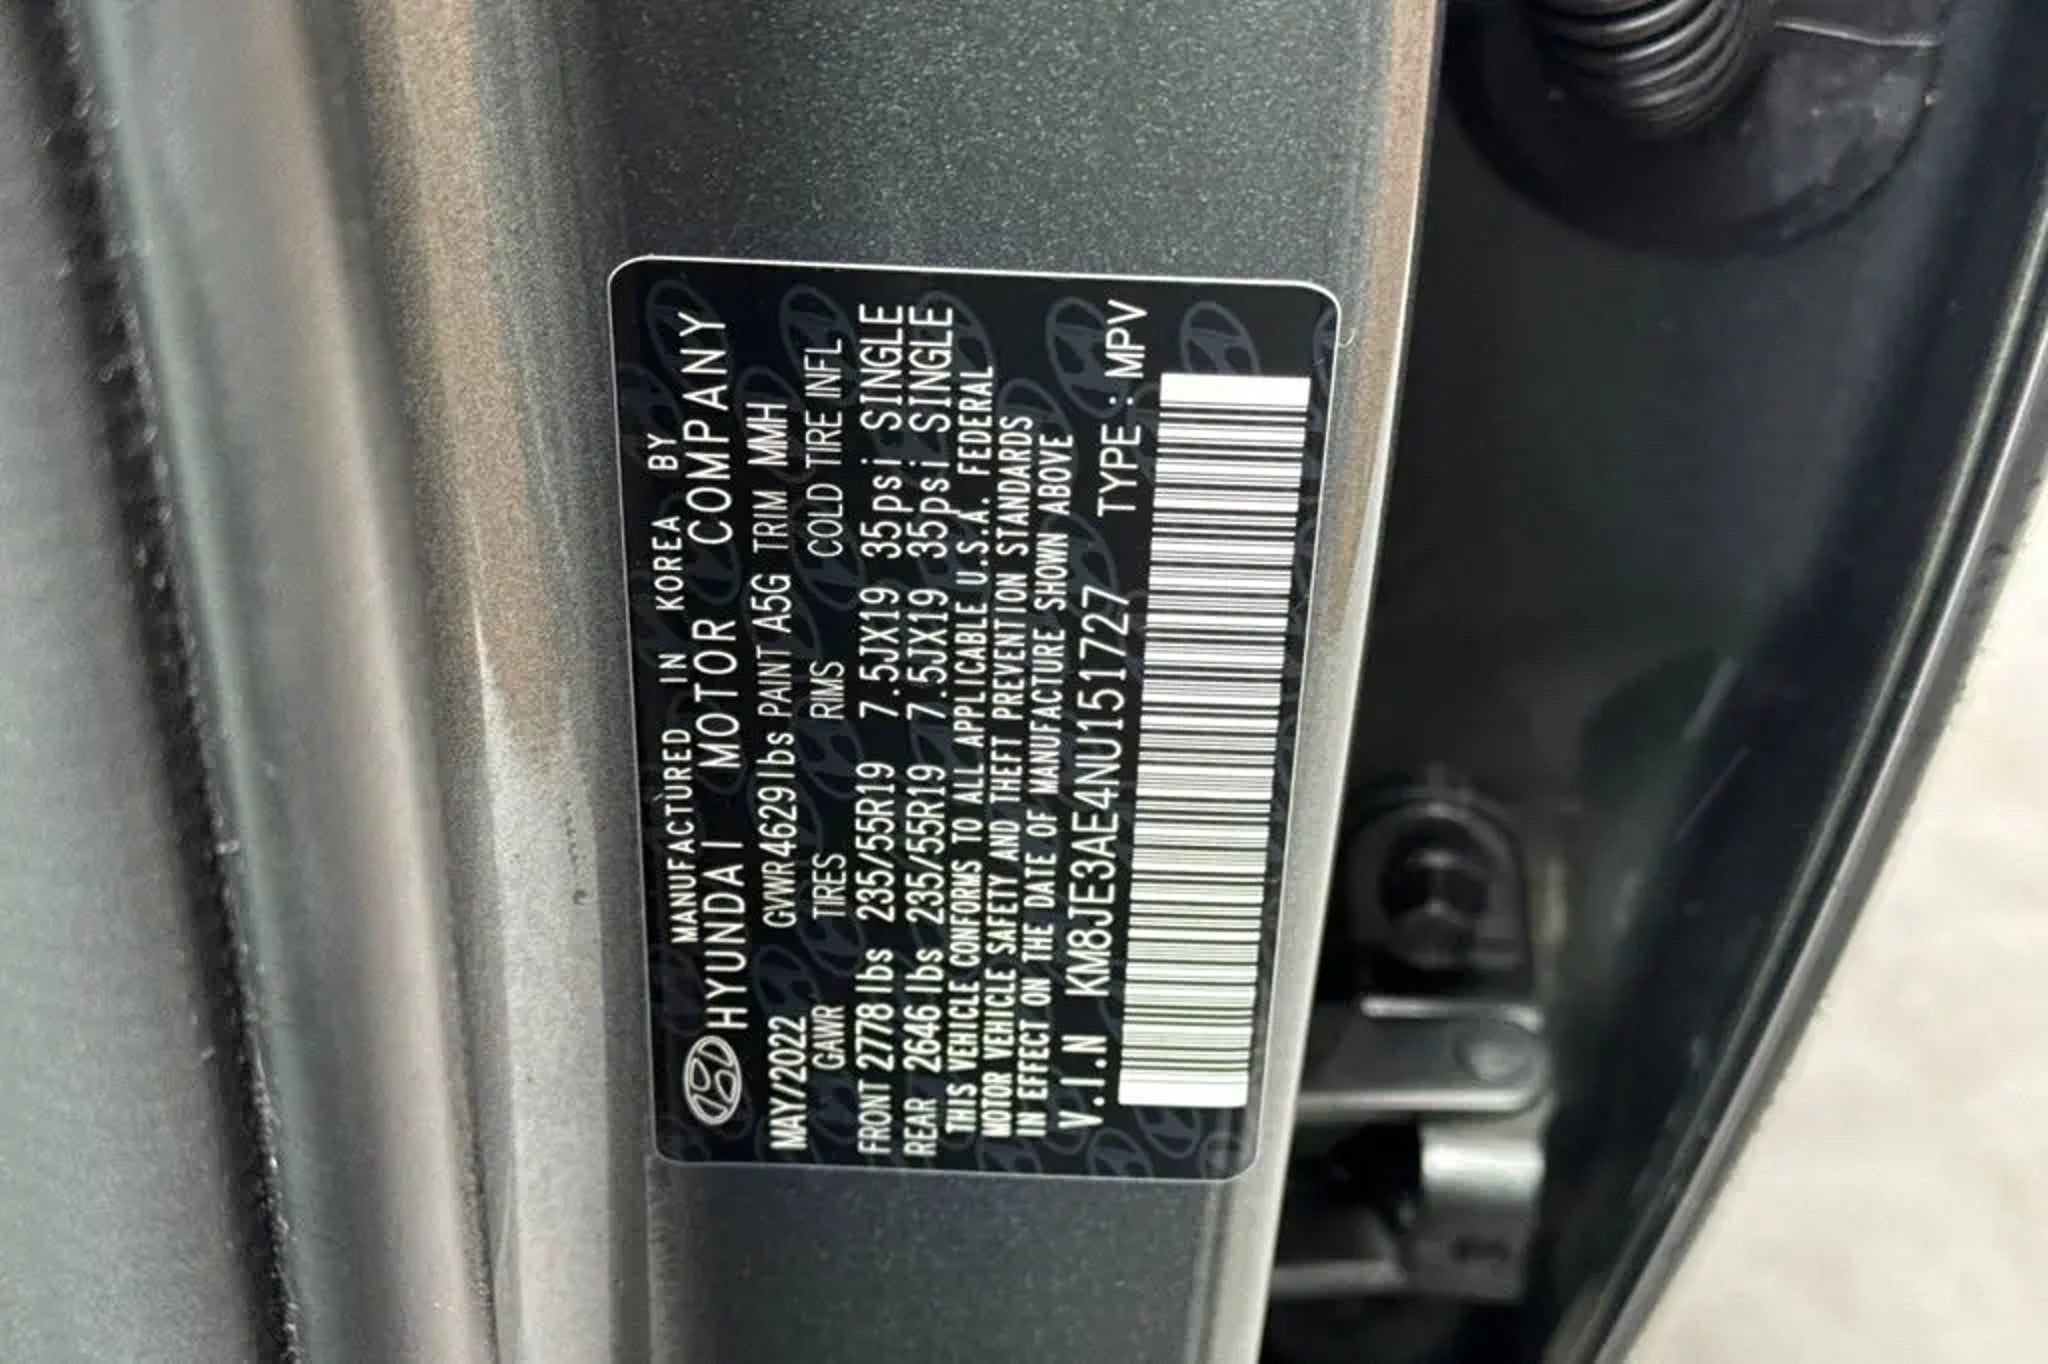 MANUFACTURED IN KOREA BY
HYUNDAI MOTOR COMPANY
MAY/2022 GVWR4629lbs PAINT A5G TRIM MMH
GAWR TIRES RIMS COLD TIRE INFL
FRONT 2778lbs 235/55R19 7.5JX19 35psi SINGLE
REAR 2646lbs 235/55R19 7.5JX19 35psi SINGLE
THIS VEHICLE CONFORMS TO ALL APPLICABLE U.S.A. FEDERAL
MOTOR VEHICLE SAFETY AND THEFT PREVENTION STANDARDS
IN EFFECT ON THE DATE OF MANUFACTURE SHOWN ABOVE
V.I.N KM8JE3AE4NU151727 TYPE : MPV